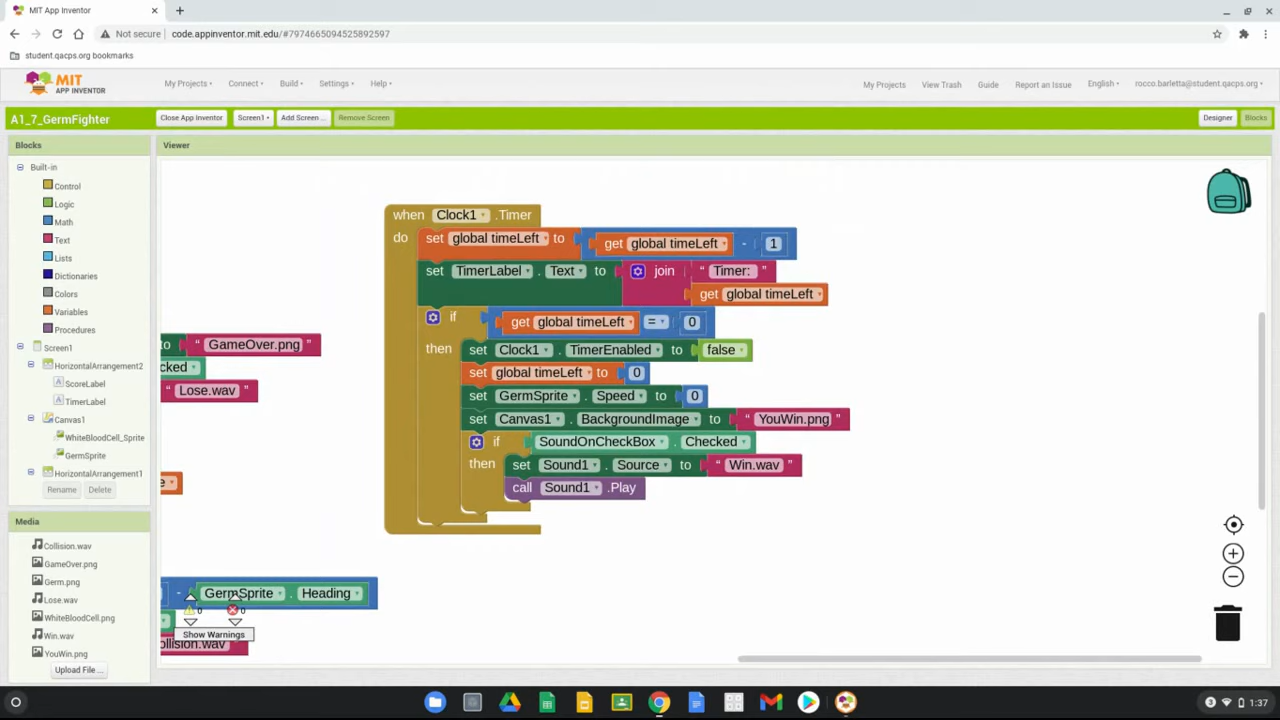 MIT App Inventor
Not secure code.appinventor.mit.edu/#7974665094525892597
student.qacps.org bookmarks
MIT
APP INVENTOR
My Projects Connect Build Settings Help My Projects View Trash Guide Report an Issue English rocco.barletta@student.qacps.org
A1_7_GermFighter Close App Inventor Screen1 Add Screen ... Remove Screen Designer Blocks
Blocks
Viewer
Built-in
Control
Logic
Math
Text
Lists
Dictionaries
Colors
Variables
Procedures
Screen1
HorizontalArrangement2
ScoreLabel
TimerLabel
Canvas1
WhiteBloodCell_Sprite
GermSprite
HorizontalArrangement1
Rename Delete
Media
Collision.wav
GameOver.png
Germ.png
Lose.wav
WhiteBloodCell.png
Win.wav
YouWin.png
Upload File ...
to " GameOver.png "
cked
" Lose.wav "
e
- GermSprite . Heading
ollision.wav
0 0
Show Warnings
when Clock1 .Timer
do set global timeLeft to get global timeLeft - 1
set TimerLabel . Text to join " Timer: "
get global timeLeft
if get global timeLeft = 0
then set Clock1 . TimerEnabled to false
set global timeLeft to 0
set GermSprite . Speed to 0
set Canvas1 . BackgroundImage to " YouWin.png "
if SoundOnCheckBox . Checked
then set Sound1 . Source to " Win.wav "
call Sound1 .Play
3 1:37